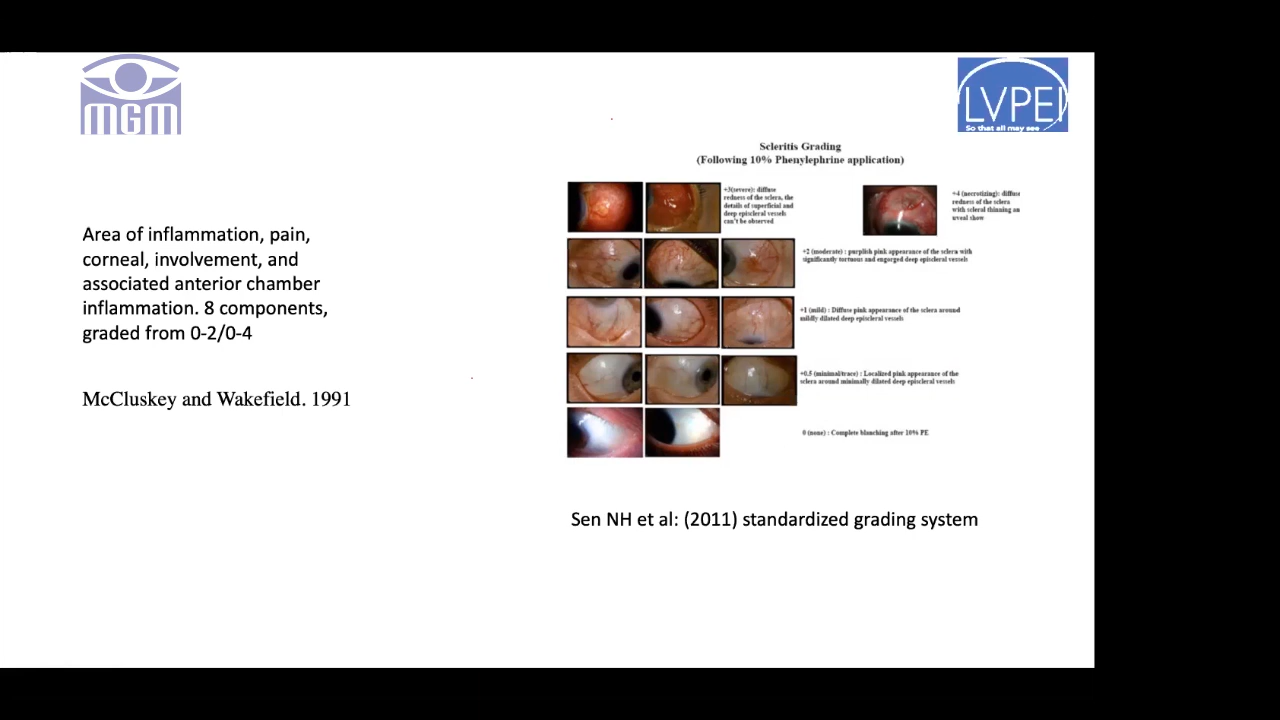 MGM
LVPEI
So that all may see
Scleritis Grading
(Following 10% Phenylephrine application)
+3(severe): diffuse
redness of the sclera, the
details of superficial and
deep episcleral vessels
can't be observed
+4 (necrotizing): diffuse
redness of the sclera
with scleral thinning an
uveal show
Area of inflammation, pain,
corneal, involvement, and
associated anterior chamber
inflammation. 8 components,
graded from 0-2/0-4
McCluskey and Wakefield. 1991
+2 (moderate) : purplish pink appearance of the sclera with
significantly tortuous and engorged deep episcleral vessels
+1 (mild) : Diffuse pink appearance of the sclera around
mildly dilated deep episcleral vessels
+0.5 (minimal/trace) : Localized pink appearance of the
sclera around minimally dilated deep episcleral vessels
0 (none) : Complete blanching after 10% PE
Sen NH et al: (2011) standardized grading system